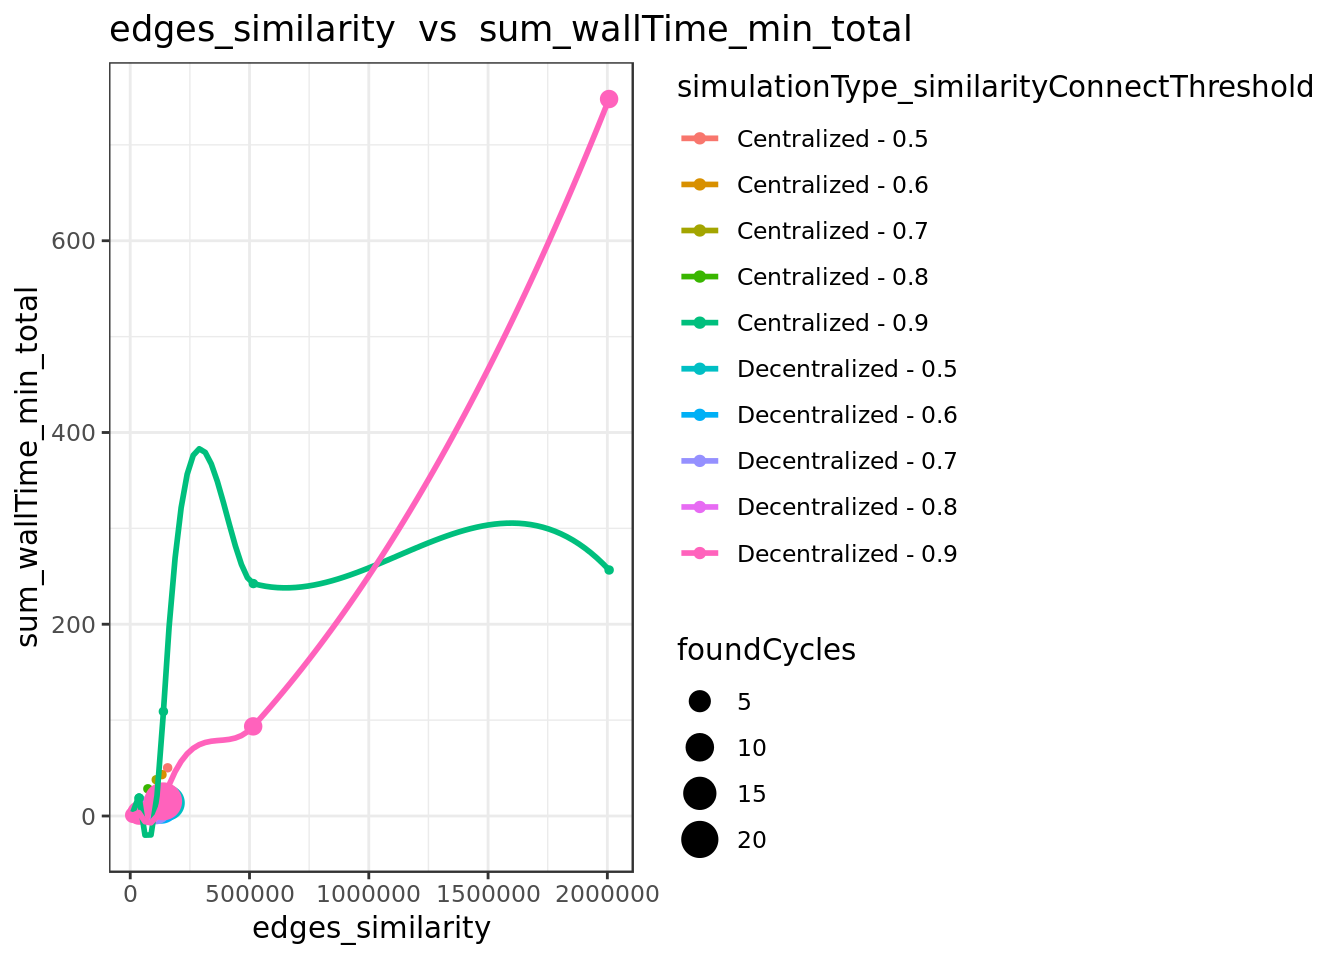 edges_similarity  vs  sum_wallTime_min_total
sum_wallTime_min_total
600
400
200
0
0
500000
1000000
1500000
2000000
edges_similarity
simulationType_similarityConnectThreshold
Centralized - 0.5
Centralized - 0.6
Centralized - 0.7
Centralized - 0.8
Centralized - 0.9
Decentralized - 0.5
Decentralized - 0.6
Decentralized - 0.7
Decentralized - 0.8
Decentralized - 0.9
foundCycles
5
10
15
20